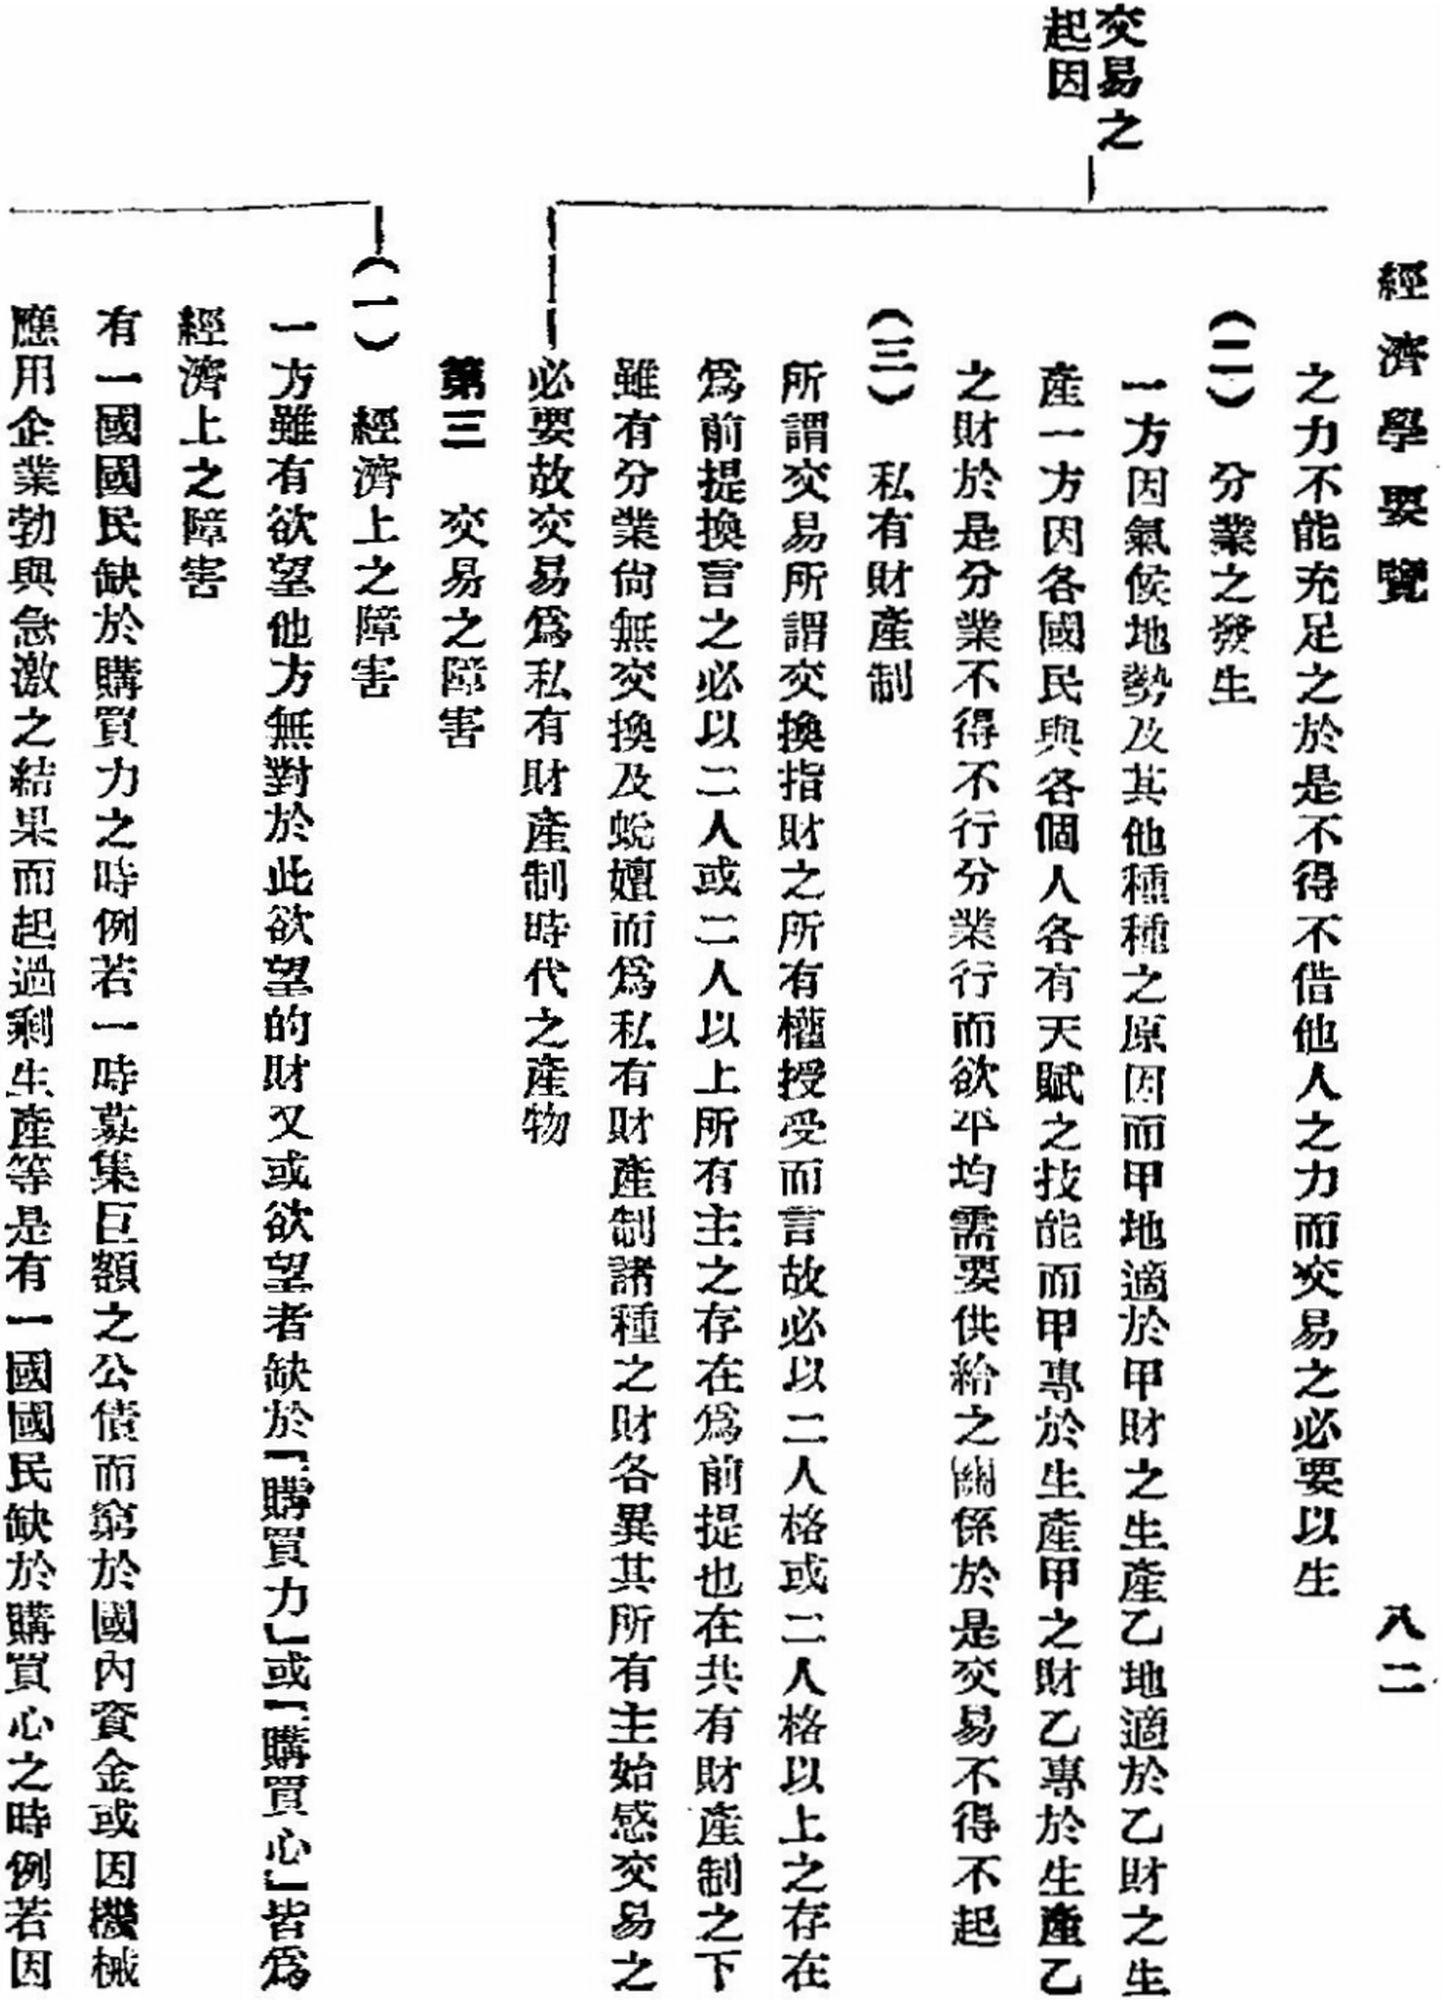 經濟學要覽 八二
之力不能充足之於是不得不借他人之力而交易之必要以生
(二) 分業之發生
一方因氣候地勢及其他種種之原因而甲地適於甲財之生產乙地適於乙財之生
產一方因各國民與各個人各有天賦之技能而甲專於生產甲之財乙專於生產乙
之財於是分業不得不行分業行而欲平均需要供給之關係於是交易不得不起
交易之
起因
(三) 私有財產制
所謂交易所謂交換指財之所有權授受而言故必以二人格或二人格以上之存在
爲前提換言之必以二人或二人以上所有主之存在爲前提也在共有財產制之下
雖有分業尙無交換及蛻嬗而爲私有財產制諸種之財各異其所有主始感交易之
必要故交易爲私有財產制時代之產物
第三 交易之障害
(一) 經濟上之障害
一方雖有欲望他方無對於此欲望的財又或欲望者缺於「購買力」或「購買心」皆爲
經濟上之障害
有一國國民缺於購買力之時例若一時募集巨額之公債而窮於國內資金或因機械
應用企業勃興急激之結果而起過剩生產等是有一國國民缺於購買心之時例若因